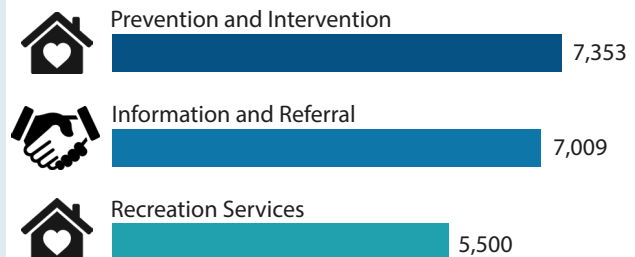 Prevention and Intervention
7,353
Information and Referral
7,009
Recreation Services
5,500